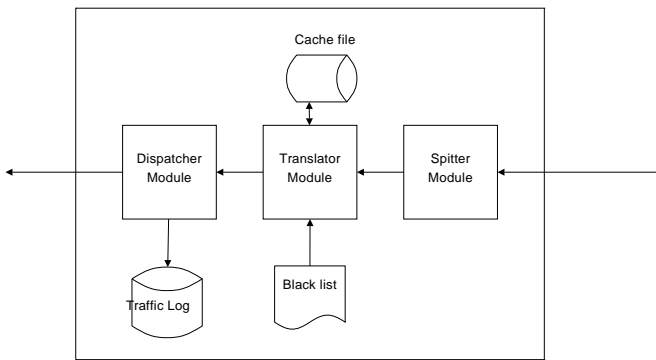 Cache file
Dispatcher
Module
Translator
Module
Spitter
Module
Traffic Log
Black list